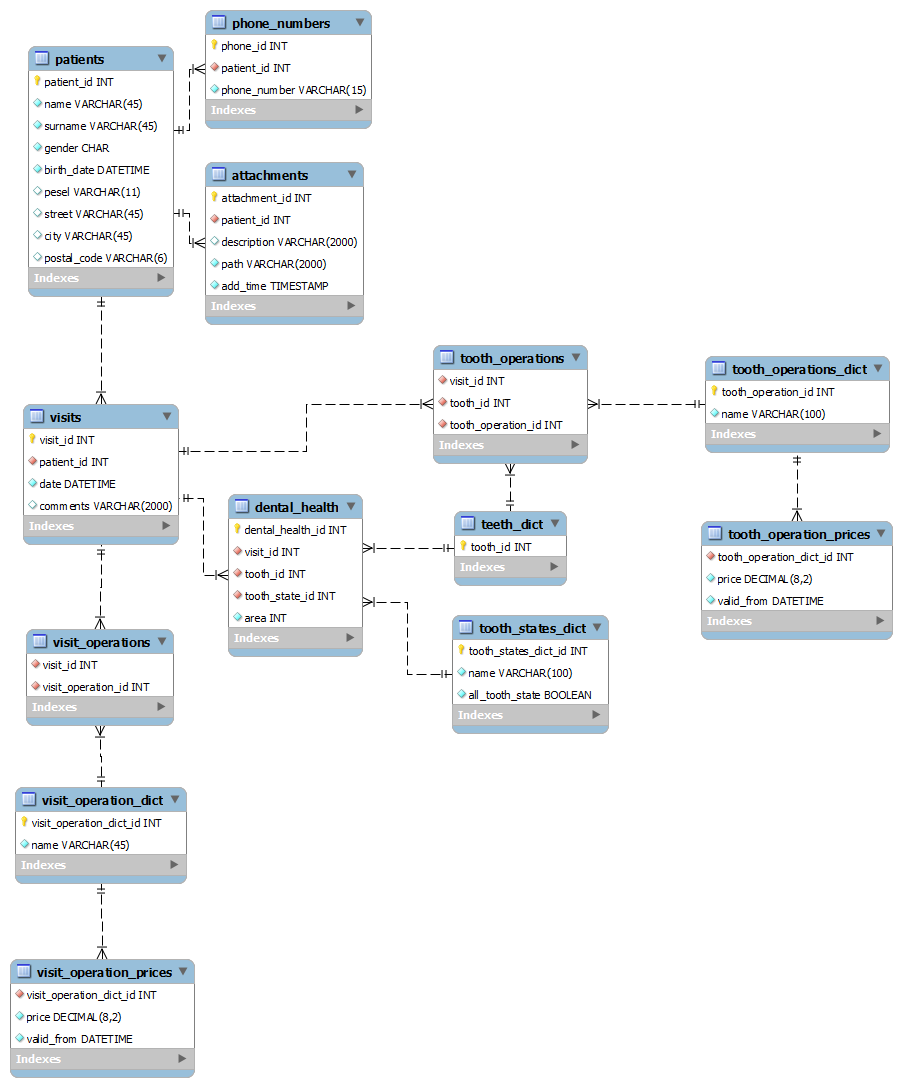 patients
patient_id INT
name VARCHAR(45)
surname VARCHAR(45)
gender CHAR
birth_date DATETIME
pesel VARCHAR(11)
street VARCHAR(45)
city VARCHAR(45)
postal_code VARCHAR(6)
Indexes
phone_numbers
phone_id INT
patient_id INT
phone_number VARCHAR(15)
Indexes
attachments
attachment_id INT
patient_id INT
description VARCHAR(2000)
path VARCHAR(2000)
add_time TIMESTAMP
Indexes
tooth_operations
visit_id INT
tooth_id INT
tooth_operation_id INT
Indexes
tooth_operations_dict
tooth_operation_id INT
name VARCHAR(100)
Indexes
visits
visit_id INT
patient_id INT
date DATETIME
comments VARCHAR(2000)
Indexes
dental_health
dental_health_id INT
visit_id INT
tooth_id INT
tooth_state_id INT
area INT
Indexes
teeth_dict
tooth_id INT
Indexes
tooth_operation_prices
tooth_operation_dict_id INT
price DECIMAL(8,2)
valid_from DATETIME
Indexes
tooth_states_dict
tooth_states_dict_id INT
name VARCHAR(100)
all_tooth_state BOOLEAN
Indexes
visit_operations
visit_id INT
visit_operation_id INT
Indexes
visit_operation_dict
visit_operation_dict_id INT
name VARCHAR(45)
Indexes
visit_operation_prices
visit_operation_dict_id INT
price DECIMAL(8,2)
valid_from DATETIME
Indexes